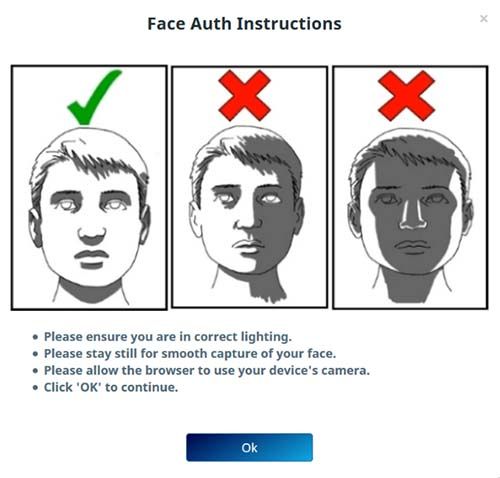 Face Auth Instructions
×
• Please ensure you are in correct lighting.
• Please stay still for smooth capture of your face.
• Please allow the browser to use your device's camera.
• Click 'OK' to continue.
Ok